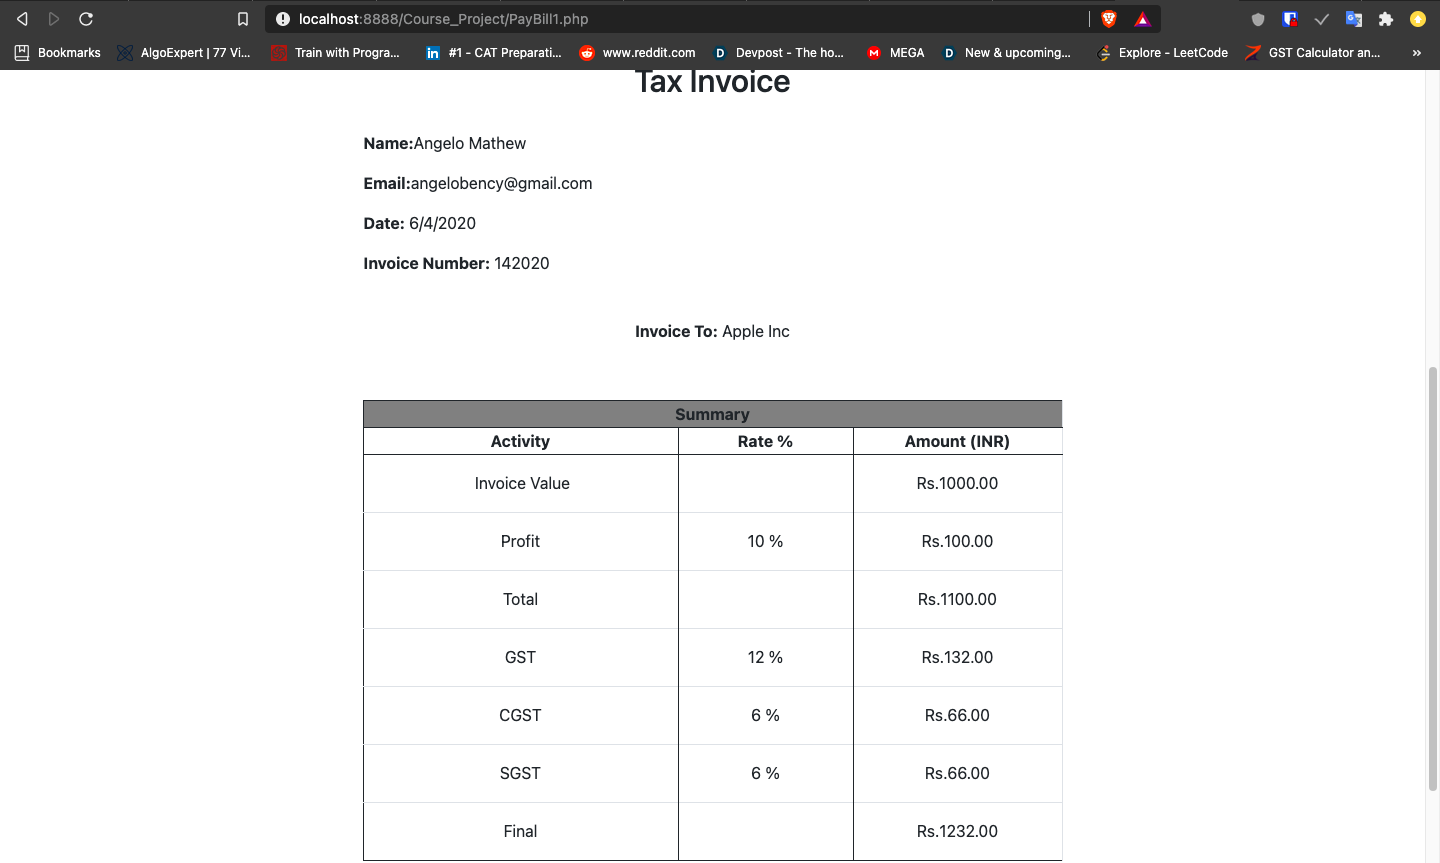 localhost:8888/Course_Project/PayBill1.php
Bookmarks AlgoExpert | 77 Vi... Train with Progra... in #1 - CAT Preparati... www.reddit.com D Devpost - The ho... M MEGA D New & upcoming... Explore - LeetCode GST Calculator an... »
Tax Invoice
Name:Angelo Mathew
Email:angelobency@gmail.com
Date: 6/4/2020
Invoice Number: 142020
Invoice To: Apple Inc
Summary
Activity Rate % Amount (INR)
Invoice Value Rs.1000.00
Profit 10 % Rs.100.00
Total Rs.1100.00
GST 12 % Rs.132.00
CGST 6 % Rs.66.00
SGST 6 % Rs.66.00
Final Rs.1232.00